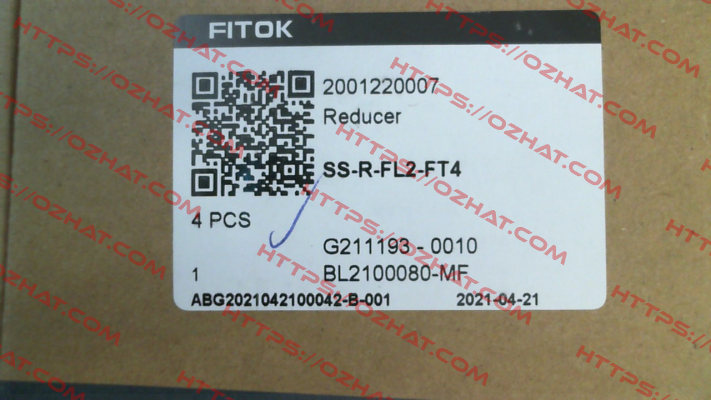 FITOK
2001220007
Reducer
SS-R-FL2-FT4
4 PCS
G211193 - 0010
1 BL2100080-MF
ABG2021042100042-B-001 2021-04-21
HTTPS://OZHAT.COM